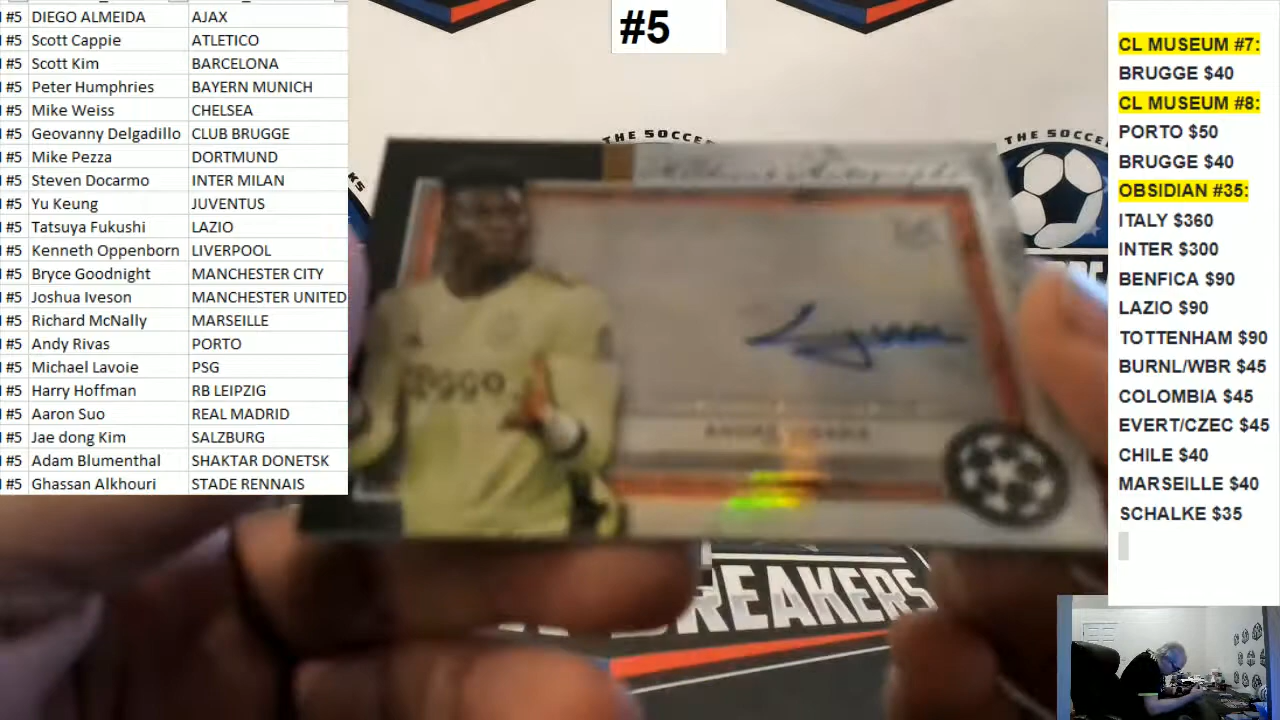 #5 DIEGO ALMEIDA AJAX
#5 Scott Cappie ATLETICO
#5 Scott Kim BARCELONA
#5 Peter Humphries BAYERN MUNICH
#5 Mike Weiss CHELSEA
#5 Geovanny Delgadillo CLUB BRUGGE
#5 Mike Pezza DORTMUND
#5 Steven Docarmo INTER MILAN
#5 Yu Keung JUVENTUS
#5 Tatsuya Fukushi LAZIO
#5 Kenneth Oppenborn LIVERPOOL
#5 Bryce Goodnight MANCHESTER CITY
#5 Joshua Iveson MANCHESTER UNITED
#5 Richard McNally MARSEILLE
#5 Andy Rivas PORTO
#5 Michael Lavoie PSG
#5 Harry Hoffman RB LEIPZIG
#5 Aaron Suo REAL MADRID
#5 Jae dong Kim SALZBURG
#5 Adam Blumenthal SHAKTAR DONETSK
#5 Ghassan Alkhouri STADE RENNAIS
#5
THE SOCCE
THE SOCCE
ziggo
BREAKERS
CL MUSEUM #7:
BRUGGE $40
CL MUSEUM #8:
PORTO $50
BRUGGE $40
OBSIDIAN #35:
ITALY $360
INTER $300
BENFICA $90
LAZIO $90
TOTTENHAM $90
BURNL/WBR $45
COLOMBIA $45
EVERT/CZEC $45
CHILE $40
MARSEILLE $40
SCHALKE $35